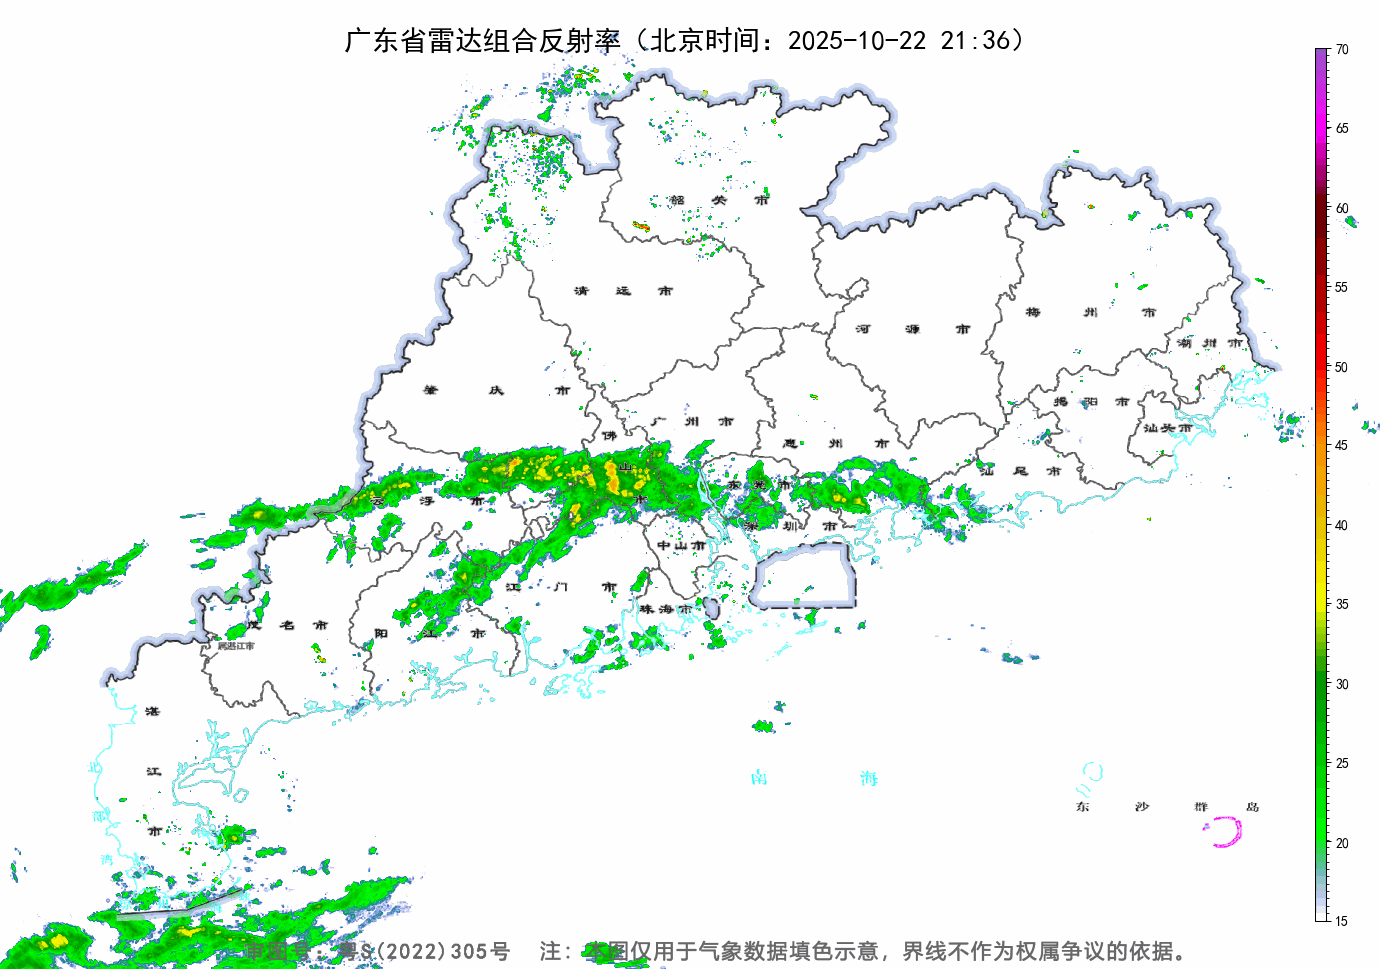 广东省雷达组合反射率（北京时间：2025-10-22 21:36）
70
65
60
55
50
45
40
35
30
25
20
15
韶关市
清远市
河源市
梅州市
潮州市
肇庆市
广州市
佛山市
惠州市
揭阳市
汕头市
汕尾市
云浮市
东莞市
深圳市
中山市
江门市
珠海市
茂名市
阳江市
属湛江市
湛江市
北部湾
南海
东沙群岛
审图号：粤S(2022)305号 注：本图仅用于气象数据填色示意，界线不作为权属争议的依据。